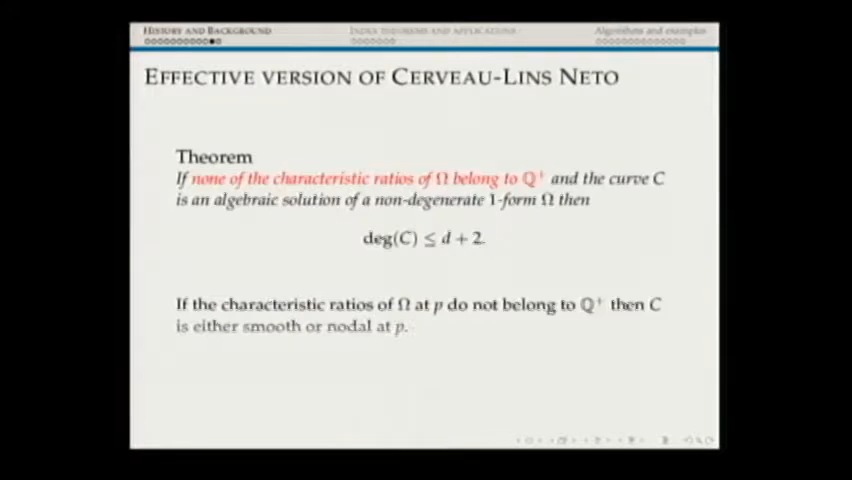 HISTORY AND BACKGROUND
INDEX THEOREMS AND APPLICATIONS
Algorithms and examples
EFFECTIVE VERSION OF CERVEAU-LINS NETO
Theorem
If none of the characteristic ratios of Ω belong to ℚ⁺ and the curve C
is an algebraic solution of a non-degenerate 1-form Ω then
deg(C) ≤ d + 2.
If the characteristic ratios of Ω at p do not belong to ℚ⁺ then C
is either smooth or nodal at p.